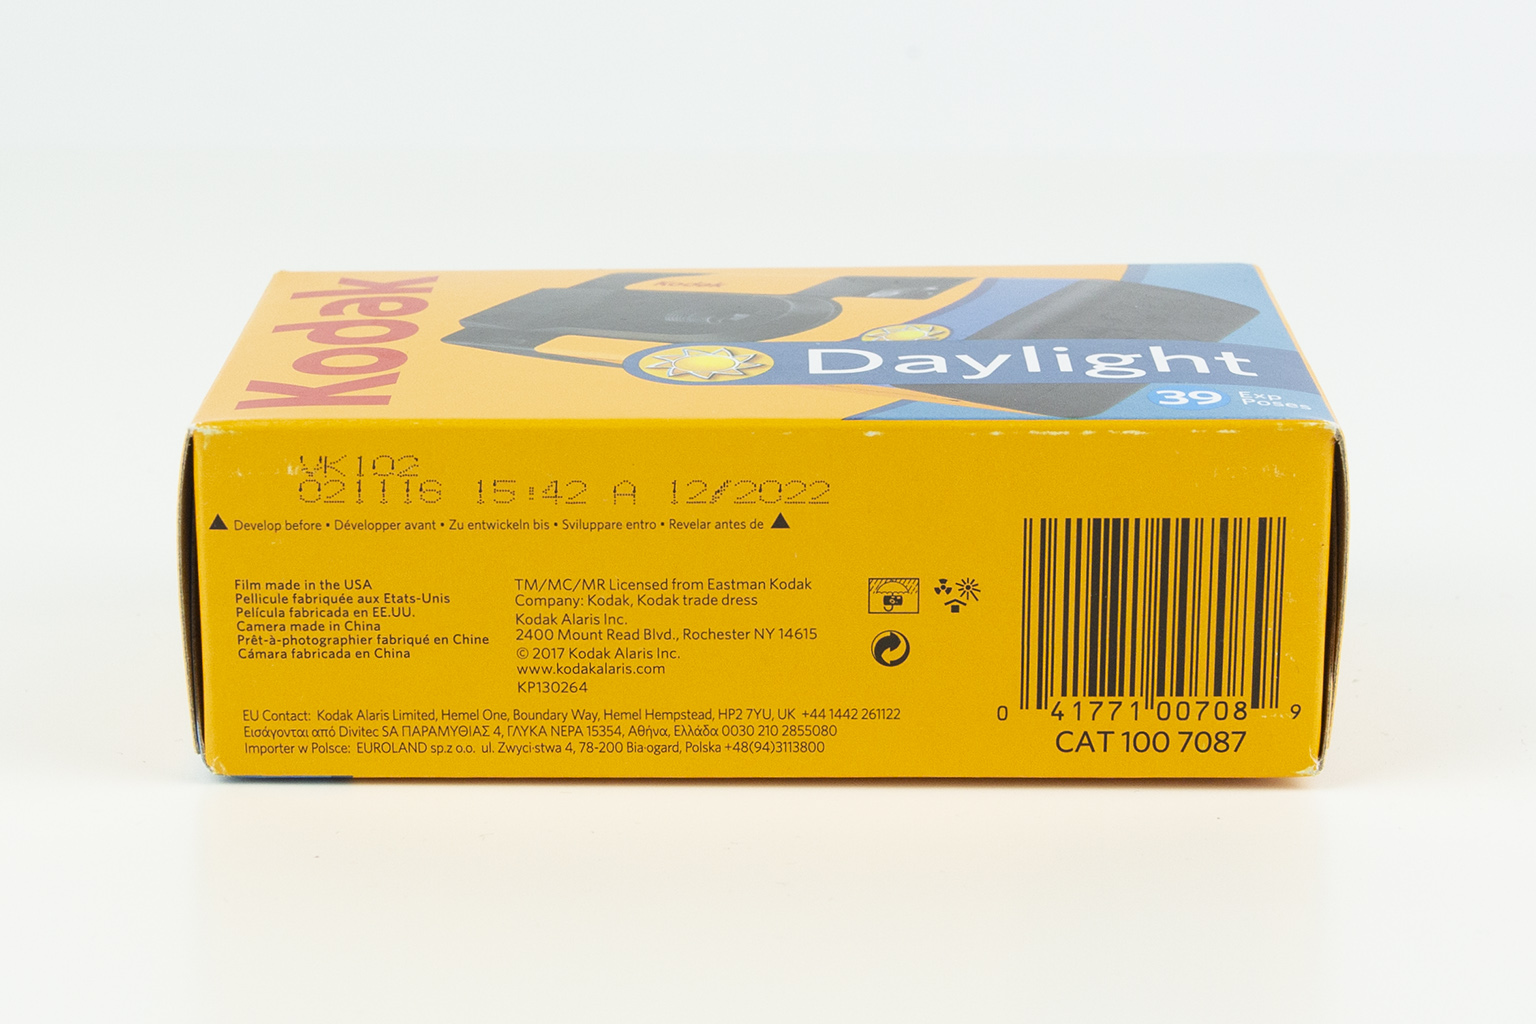 Kodak
Kodak
Daylight
39 Exp
Poses
VK102
021116 15:42 A 12/2022
Develop before • Développer avant • Zu entwickeln bis • Sviluppare entro • Revelar antes de
Film made in the USA
Pellicule fabriquée aux Etats-Unis
Película fabricada en EE.UU.
Camera made in China
Prêt-à-photographier fabriqué en Chine
Cámara fabricada en China
TM/MC/MR Licensed from Eastman Kodak
Company: Kodak, Kodak trade dress
Kodak Alaris Inc.
2400 Mount Read Blvd., Rochester NY 14615
© 2017 Kodak Alaris Inc.
www.kodakalaris.com
KP130264
EU Contact: Kodak Alaris Limited, Hemel One, Boundary Way, Hemel Hempstead, HP2 7YU, UK +44 1442 261122
Εισάγονται από Divitec SA ΠΑΡΑΜΥΘΙΑΣ 4, ΓΛΥΚΑ ΝΕΡΑ 15354, Αθήνα, Ελλάδα 0030 210 2855080
Importer w Polsce: EUROLAND sp.z o.o. ul. Zwyci·stwa 4, 78-200 Bia·ogard, Polska +48(94)3113800
0 41771 00708 9
CAT 100 7087